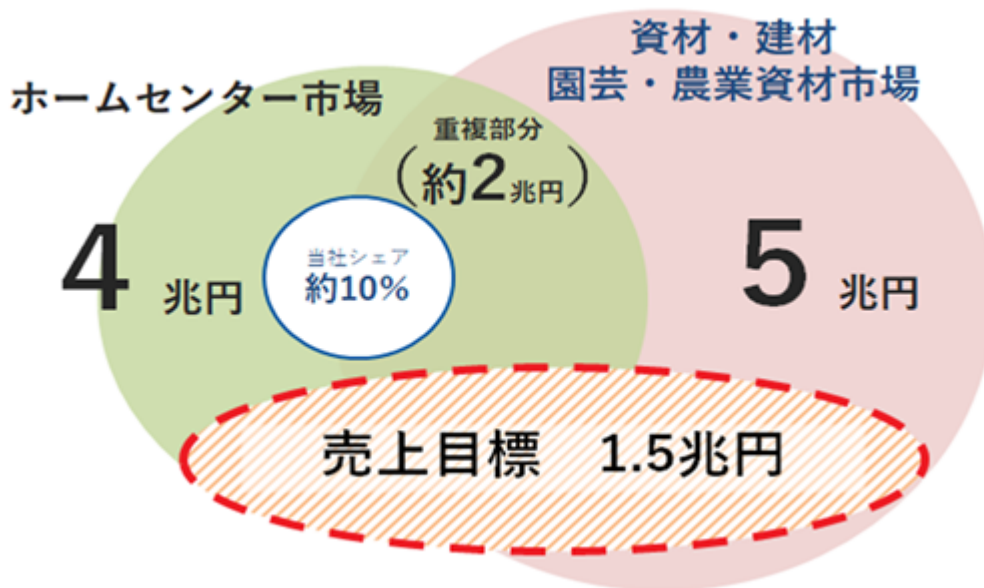 資材・建材
園芸・農業資材市場
ホームセンター市場
重複部分
(約2兆円)
4 兆円
当社シェア
約10%
5 兆円
売上目標 1.5兆円